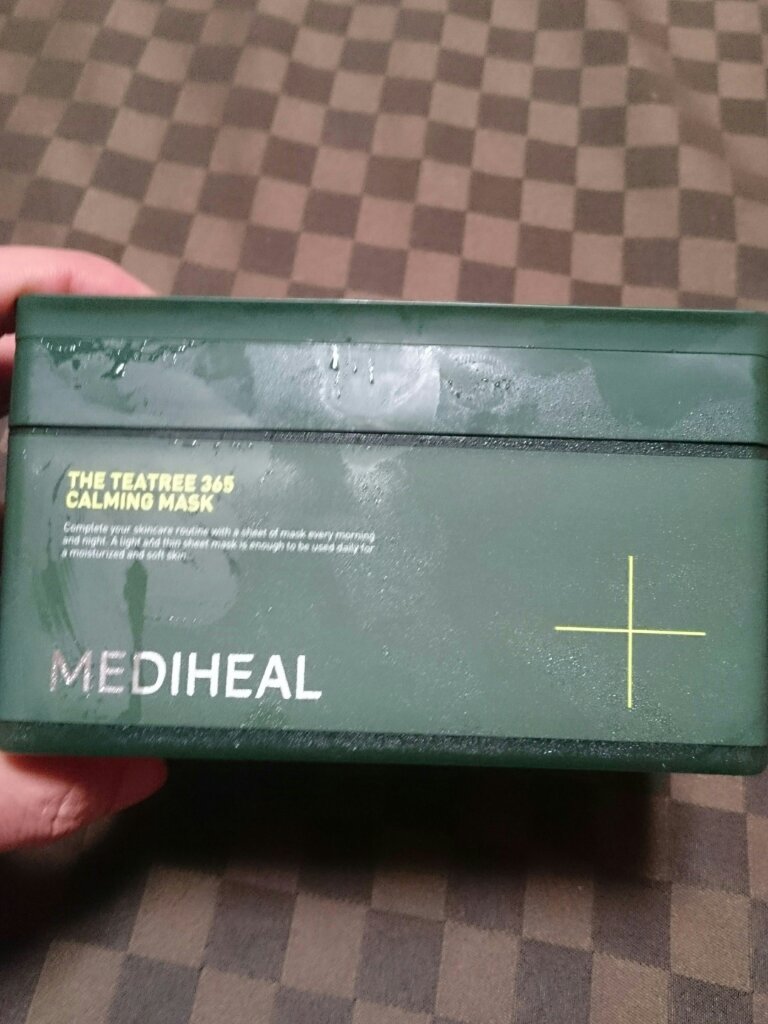 THE TEATREE 365
CALMING MASK
Complete your skincare routine with a sheet of mask every morning
and night. A light and thin sheet mask is enough to be used daily for
a moisturized and soft skin.
MEDIHEAL